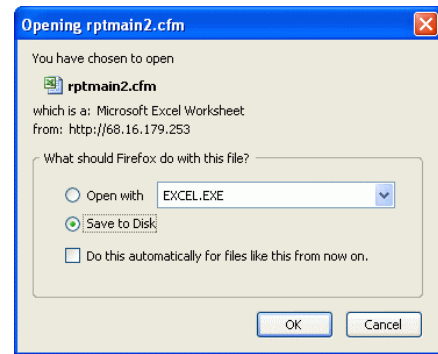 Opening rptmain2.cfm
You have chosen to open
rptmain2.cfm
which is a: Microsoft Excel Worksheet
from: http://68.16.179.253
What should Firefox do with this file?
Open with EXCEL.EXE
Save to Disk
Do this automatically for files like this from now on.
OK Cancel